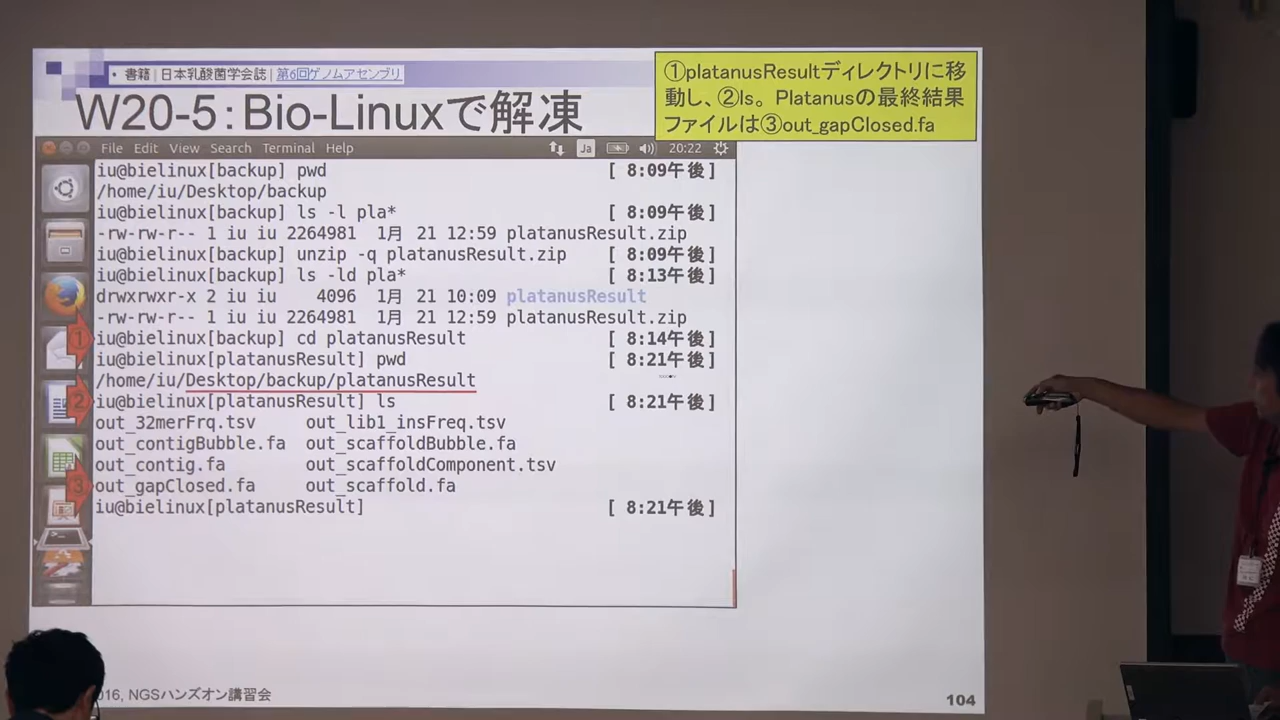 • 書籍 | 日本乳酸菌学会誌 | 第6回ゲノムアセンブリ
W20-5：Bio-Linuxで解凍
①platanusResultディレクトリに移
動し、②ls。 Platanusの最終結果
ファイルは③out_gapClosed.fa
File Edit View Search Terminal Help Ja 20:22
iu@bielinux[backup] pwd [ 8:09午後]
/home/iu/Desktop/backup
iu@bielinux[backup] ls -l pla* [ 8:09午後]
-rw-rw-r-- 1 iu iu 2264981 1月 21 12:59 platanusResult.zip
iu@bielinux[backup] unzip -q platanusResult.zip [ 8:09午後]
iu@bielinux[backup] ls -ld pla* [ 8:13午後]
drwxrwxr-x 2 iu iu 4096 1月 21 10:09 platanusResult
-rw-rw-r-- 1 iu iu 2264981 1月 21 12:59 platanusResult.zip
① iu@bielinux[backup] cd platanusResult [ 8:14午後]
iu@bielinux[platanusResult] pwd [ 8:21午後]
/home/iu/Desktop/backup/platanusResult
② iu@bielinux[platanusResult] ls [ 8:21午後]
out_32merFrq.tsv out_lib1_insFreq.tsv
out_contigBubble.fa out_scaffoldBubble.fa
out_contig.fa out_scaffoldComponent.tsv
③ out_gapClosed.fa out_scaffold.fa
iu@bielinux[platanusResult] [ 8:21午後]
16, NGSハンズオン講習会
104